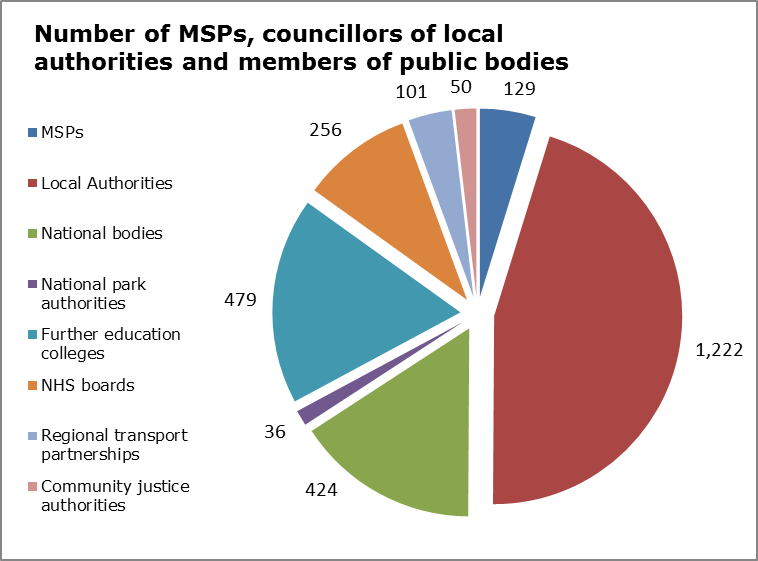 Number of MSPs, councillors of local
authorities and members of public bodies
MSPs
Local Authorities
National bodies
National park
authorities
Further education
colleges
NHS boards
Regional transport
partnerships
Community justice
authorities
129
1,222
424
36
479
256
101
50